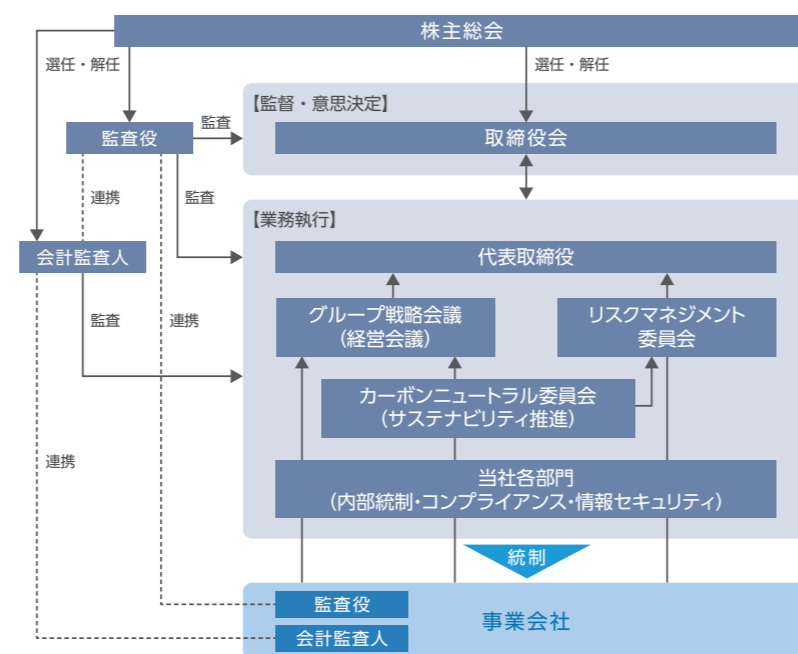 株主総会
選任・解任
選任・解任
【監督・意思決定】
監査役
監査
取締役会
連携
監査
【業務執行】
会計監査人
代表取締役
監査
連携
グループ戦略会議
(経営会議)
リスクマネジメント
委員会
カーボンニュートラル委員会
(サステナビリティ推進)
連携
当社各部門
(内部統制・コンプライアンス・情報セキュリティ)
統制
監査役
事業会社
会計監査人